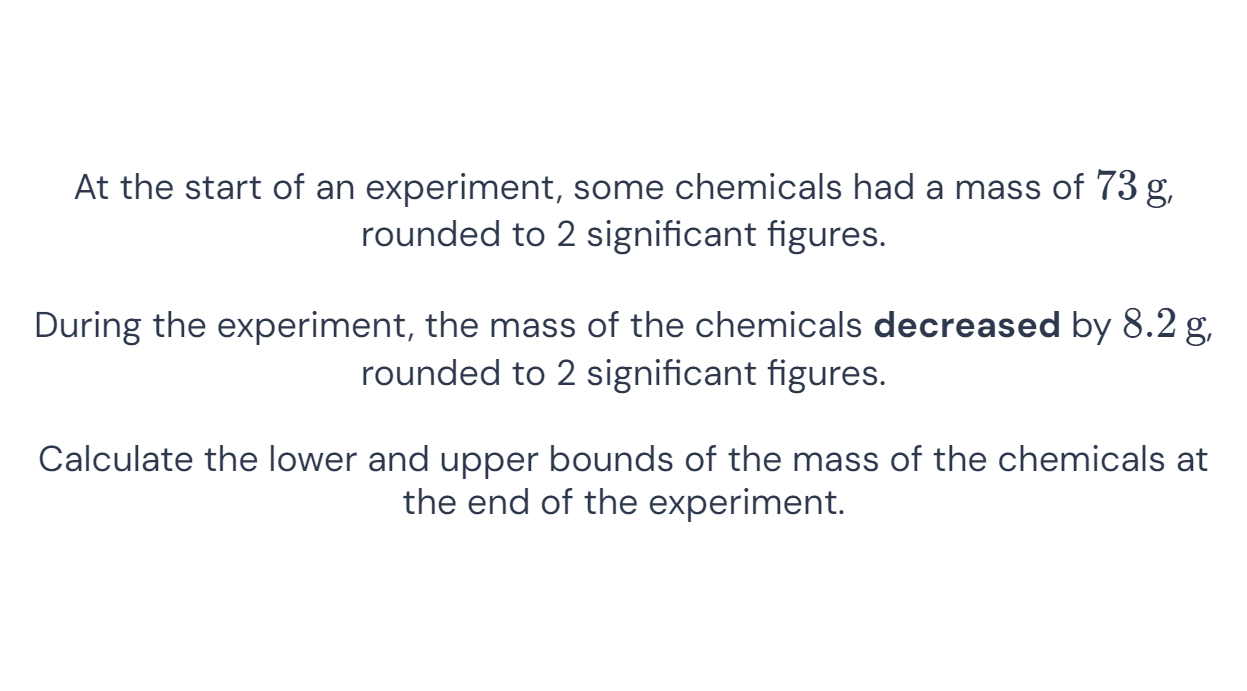 At the start of an experiment, some chemicals had a mass of 73 g,
rounded to 2 significant figures.
During the experiment, the mass of the chemicals decreased by 8.2 g,
rounded to 2 significant figures.
Calculate the lower and upper bounds of the mass of the chemicals at
the end of the experiment.